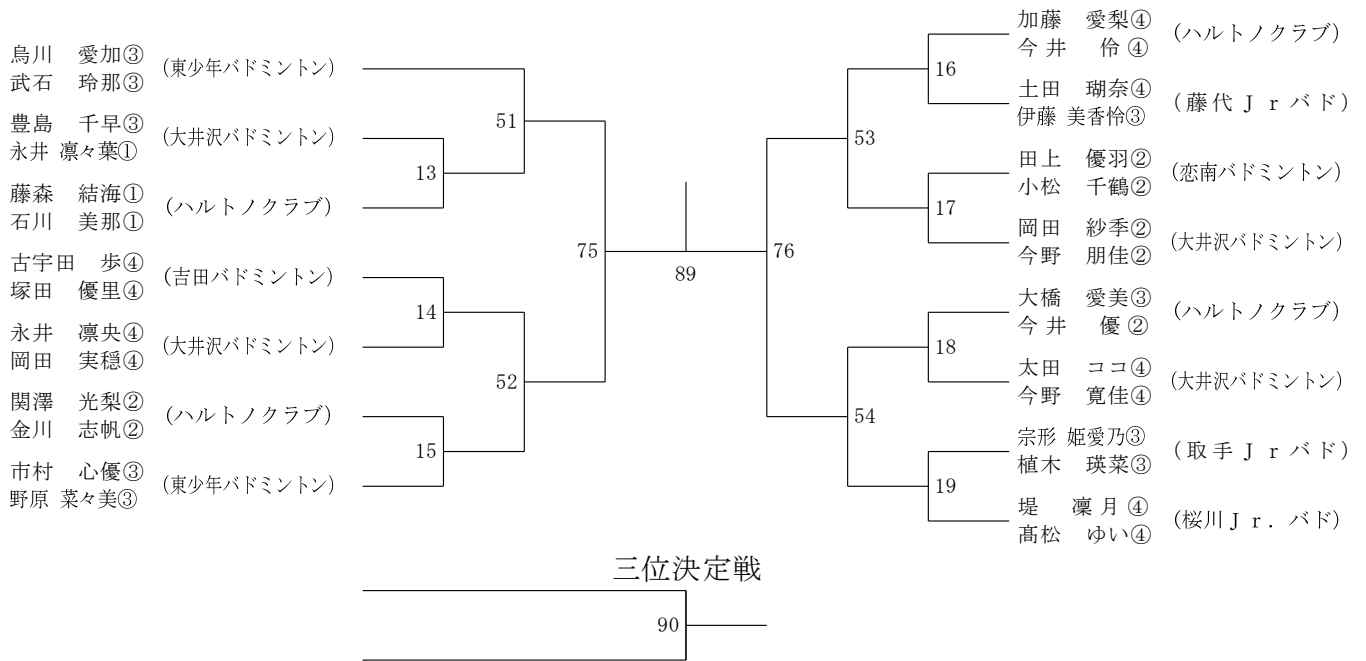 烏川　愛加③
武石　玲那③
(東少年バドミントン)
豊島　千早③
永井 凛々葉①
(大井沢バドミントン)
藤森　結海①
石川　美那①
(ハルトノクラブ)
古宇田　歩④
塚田　優里④
(吉田バドミントン)
永井　凛央④
岡田　実穏④
(大井沢バドミントン)
関澤　光梨②
金川　志帆②
(ハルトノクラブ)
市村　心優③
野原 菜々美③
(東少年バドミントン)
13
14
15
51
52
75
89
76
53
54
16
17
18
19
加藤　愛梨④
今 井　伶 ④
(ハルトノクラブ)
土田　瑚奈④
伊藤 美香怜③
(藤代Ｊｒバド)
田上　優羽②
小松　千鶴②
(恋南バドミントン)
岡田　紗季②
今野　朋佳②
(大井沢バドミントン)
大橋　愛美③
今 井　優 ②
(ハルトノクラブ)
太田　ココ④
今野　寛佳④
(大井沢バドミントン)
宗形 姫愛乃③
植木　瑛菜③
(取手Ｊｒバド)
堤　凜 月 ④
髙松　ゆい④
(桜川Ｊｒ．バド)
三位決定戦
90